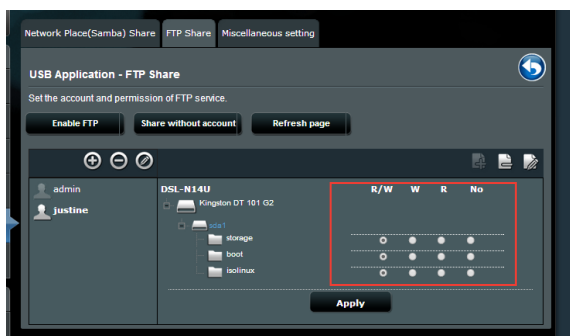 Network Place(Samba) Share FTP Share Miscellaneous setting
USB Application - FTP Share
Set the account and permission of FTP service.
Enable FTP Share without account Refresh page
admin
justine
DSL-N14U R/W W R No
Kingston DT 101 G2
sda1
storage
boot
isolinux
Apply